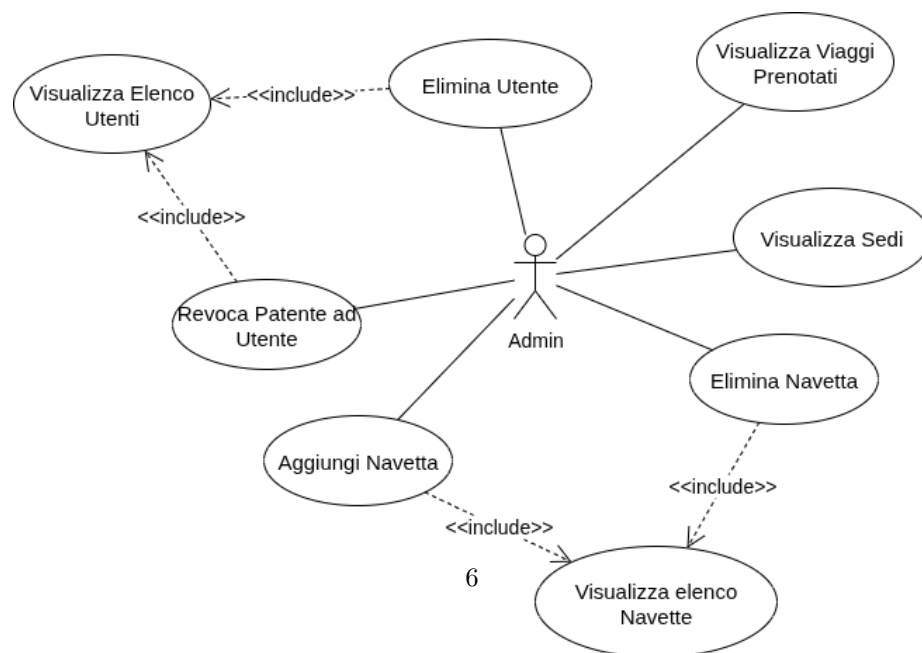 Visualizza Viaggi
Prenotati
Visualizza Elenco
Utenti
<<include>>
Elimina Utente
<<include>>
Visualizza Sedi
Revoca Patente ad
Utente
Admin
Elimina Navetta
Aggiungi Navetta
<<include>>
<<include>>
6
Visualizza elenco
Navette